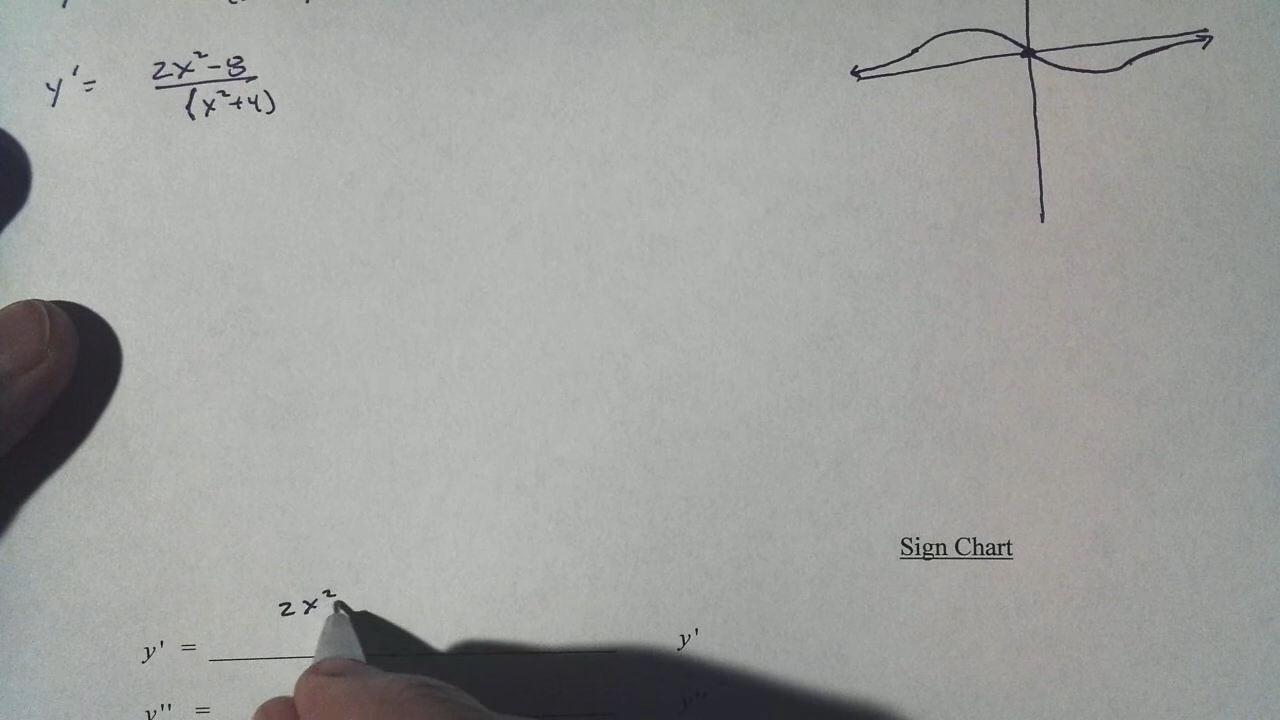 y' = 2x²-8 / (x²+4)
Sign Chart
2x²
y' = y'
y'' = y''